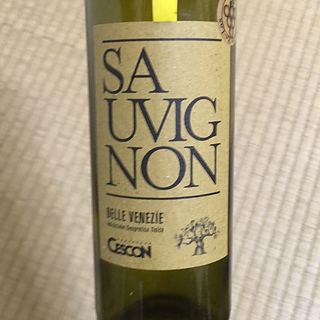 SA
UVIG
NON
DELLE VENEZIE
Indicazione Geografica Tipica
CESCON